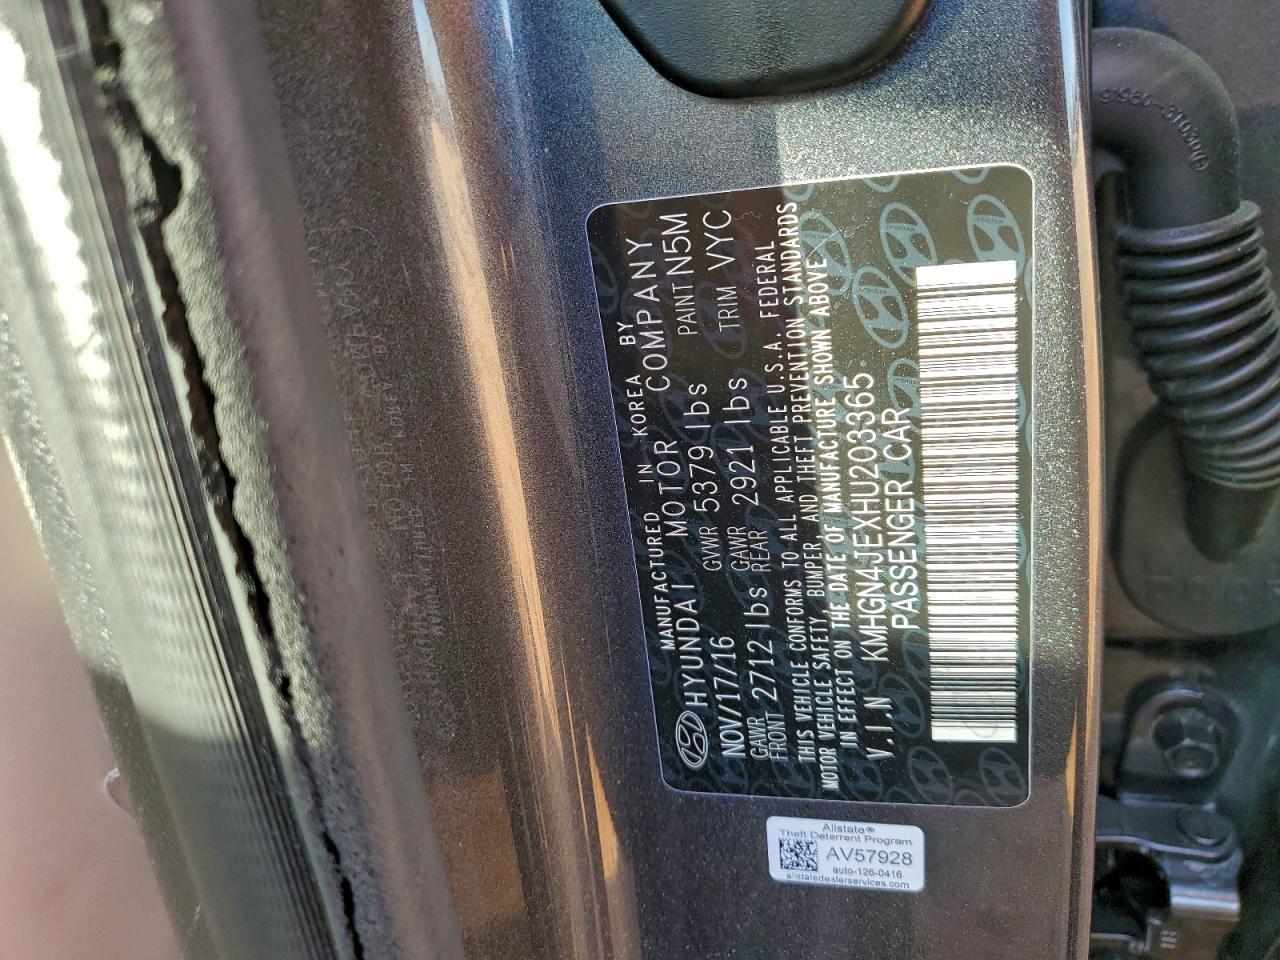 MANUFACTURED IN KOREA BY
HYUNDAI MOTOR COMPANY
NOV/17/16 GVWR 5379 lbs PAINT N5M
GAWR FRONT 2712 lbs GAWR REAR 2921 lbs TRIM VYC
THIS VEHICLE CONFORMS TO ALL APPLICABLE U.S.A. FEDERAL
MOTOR VEHICLE SAFETY, BUMPER, AND THEFT PREVENTION STANDARDS
IN EFFECT ON THE DATE OF MANUFACTURE SHOWN ABOVE.
V.I.N KMHGN4JEXHU203365
PASSENGER CAR
Allstate®
Theft Deterrent Program
AV57928
auto-126-0416
allstatedealerservices.com
91980-3T0300